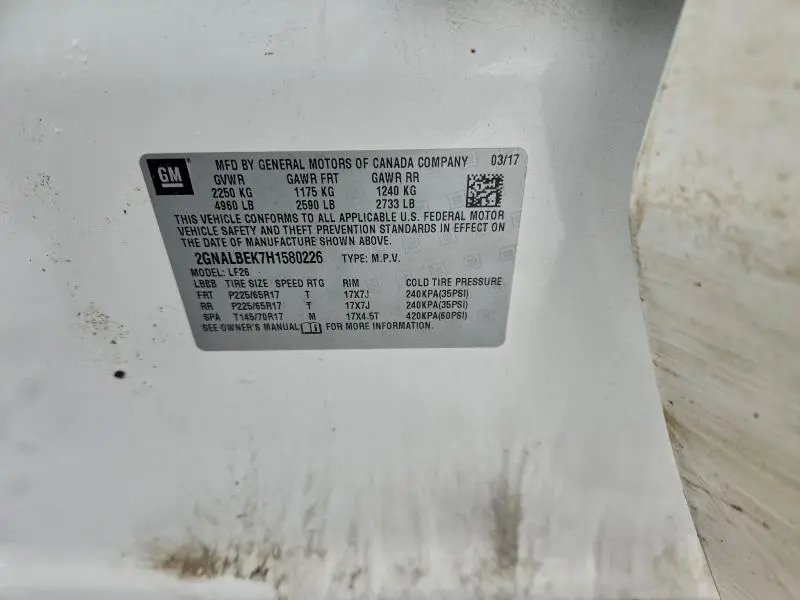 GM MFD BY GENERAL MOTORS OF CANADA COMPANY 03/17
GVWR GAWR FRT GAWR RR
2250 KG 1175 KG 1240 KG
4960 LB 2590 LB 2733 LB
THIS VEHICLE CONFORMS TO ALL APPLICABLE U.S. FEDERAL MOTOR
VEHICLE SAFETY AND THEFT PREVENTION STANDARDS IN EFFECT ON
THE DATE OF MANUFACTURE SHOWN ABOVE.
2GNALBEK7H1580226 TYPE: M.P.V.
MODEL: LF26
LBBB TIRE SIZE SPEED RTG RIM COLD TIRE PRESSURE
FRT P225/65R17 T 17X7J 240KPA(35PSI)
RR P225/65R17 T 17X7J 240KPA(35PSI)
SPA T145/70R17 M 17X4.5T 420KPA(60PSI)
SEE OWNER'S MANUAL FOR MORE INFORMATION.